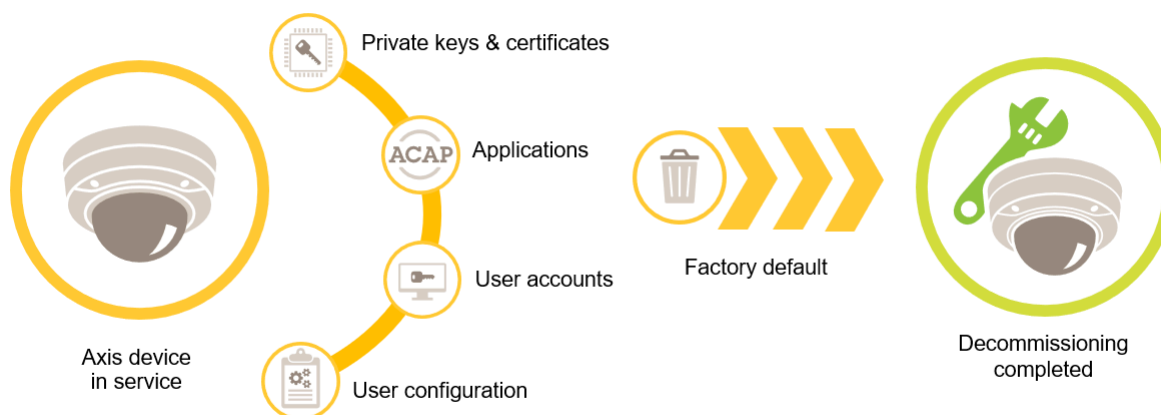 Private keys & certificates
ACAP
Applications
User accounts
User configuration
Axis device
in service
Factory default
Decommissioning
completed